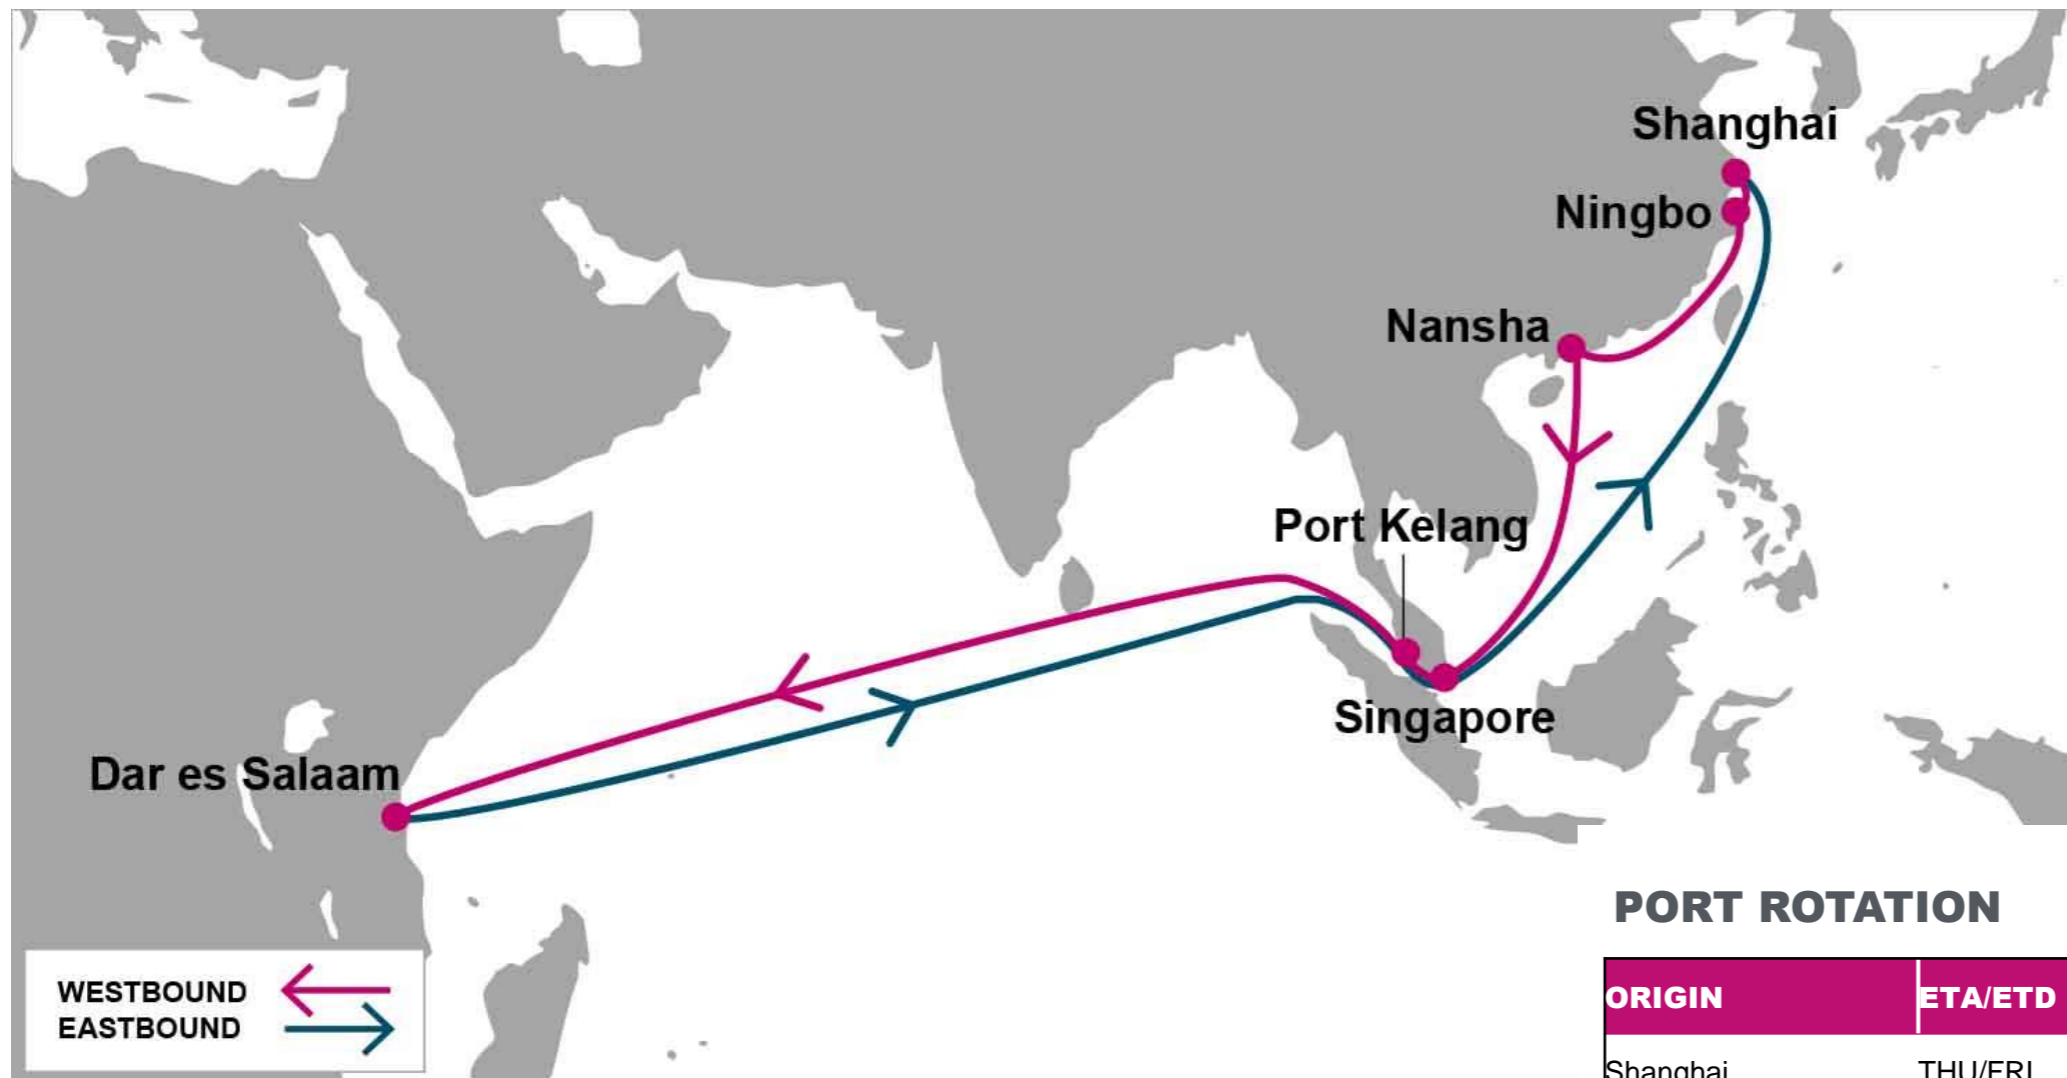 Shanghai
Ningbo
Nansha
Port Kelang
Singapore
Dar es Salaam
WESTBOUND
EASTBOUND
PORT ROTATION
ORIGIN ETA/ETD
Shanghai THU/FRI